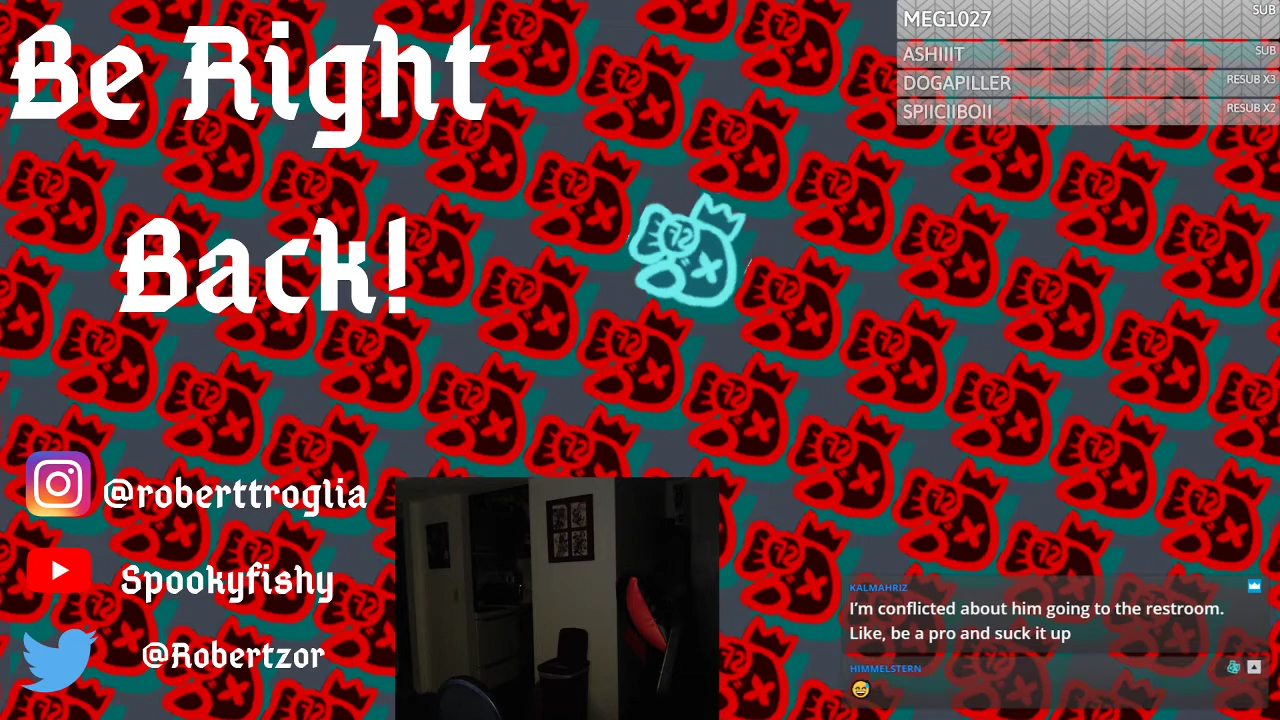 Be Right
Back!
MEG1027 SUB
ASHIIIT SUB
DOGAPILLER RESUB X3
SPIICIIBOII RESUB X2
72
@roberttroglia
Spookyfishy
@Robertzor
KALMAHRIZ
I'm conflicted about him going to the restroom.
Like, be a pro and suck it up
HIMMELSTERN